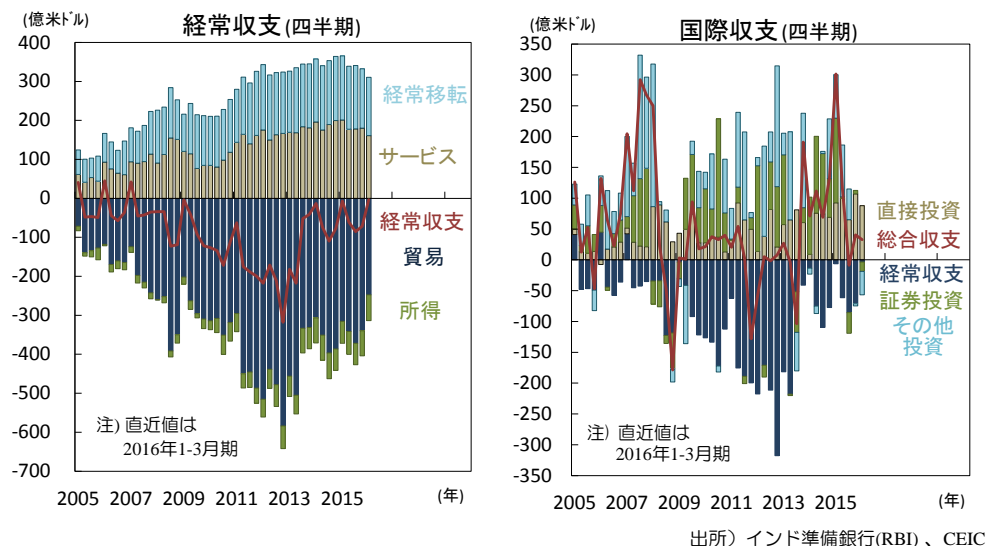 (億米ドル)
経常収支(四半期)
400
300
200
100
0
-100
-200
-300
-400
-500
-600
-700
経常移転
サービス
経常収支
貿易
所得
注) 直近値は
2016年1-3月期
2005 2007 2009 2011 2013 2015 (年)
(億米ドル)
国際収支(四半期)
350
300
250
200
150
100
50
0
-50
-100
-150
-200
-250
-300
-350
直接投資
総合収支
経常収支
証券投資
その他
投資
注) 直近値は
2016年1-3月期
2005 2007 2009 2011 2013 2015 (年)
出所）インド準備銀行(RBI) 、CEIC